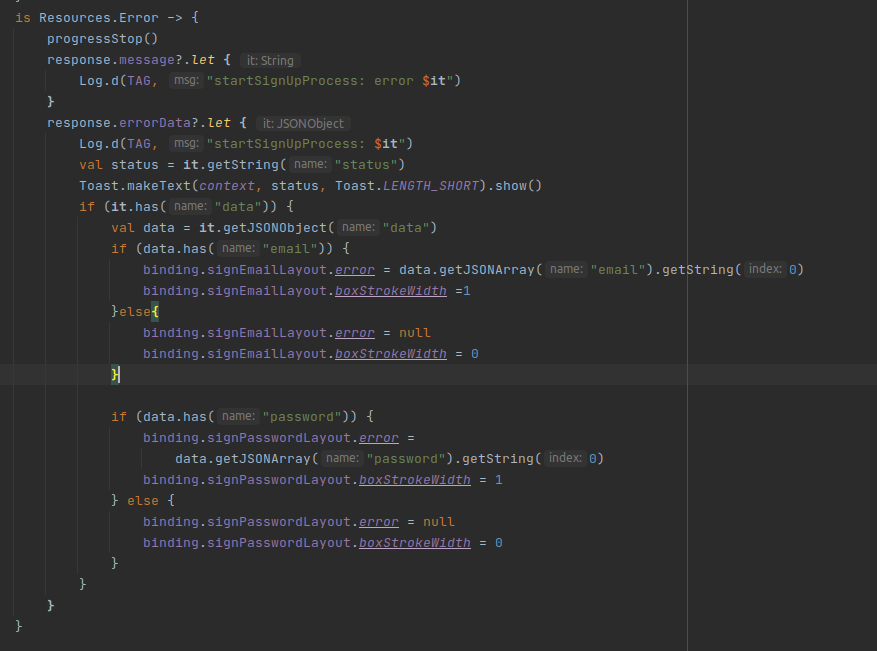 is Resources.Error -> {
progressStop()
response.message?.let { it: String
Log.d(TAG, msg: "startSignUpProcess: error $it")
}
response.errorData?.let { it: JSONObject
Log.d(TAG, msg: "startSignUpProcess: $it")
val status = it.getString( name: "status")
Toast.makeText(context, status, Toast.LENGTH_SHORT).show()
if (it.has( name: "data")) {
val data = it.getJSONObject( name: "data")
if (data.has( name: "email")) {
binding.signEmailLayout.error = data.getJSONArray( name: "email").getString( index: 0)
binding.signEmailLayout.boxStrokeWidth =1
}else{
binding.signEmailLayout.error = null
binding.signEmailLayout.boxStrokeWidth = 0
}
if (data.has( name: "password")) {
binding.signPasswordLayout.error =
data.getJSONArray( name: "password").getString( index: 0)
binding.signPasswordLayout.boxStrokeWidth = 1
} else {
binding.signPasswordLayout.error = null
binding.signPasswordLayout.boxStrokeWidth = 0
}
}
}
}